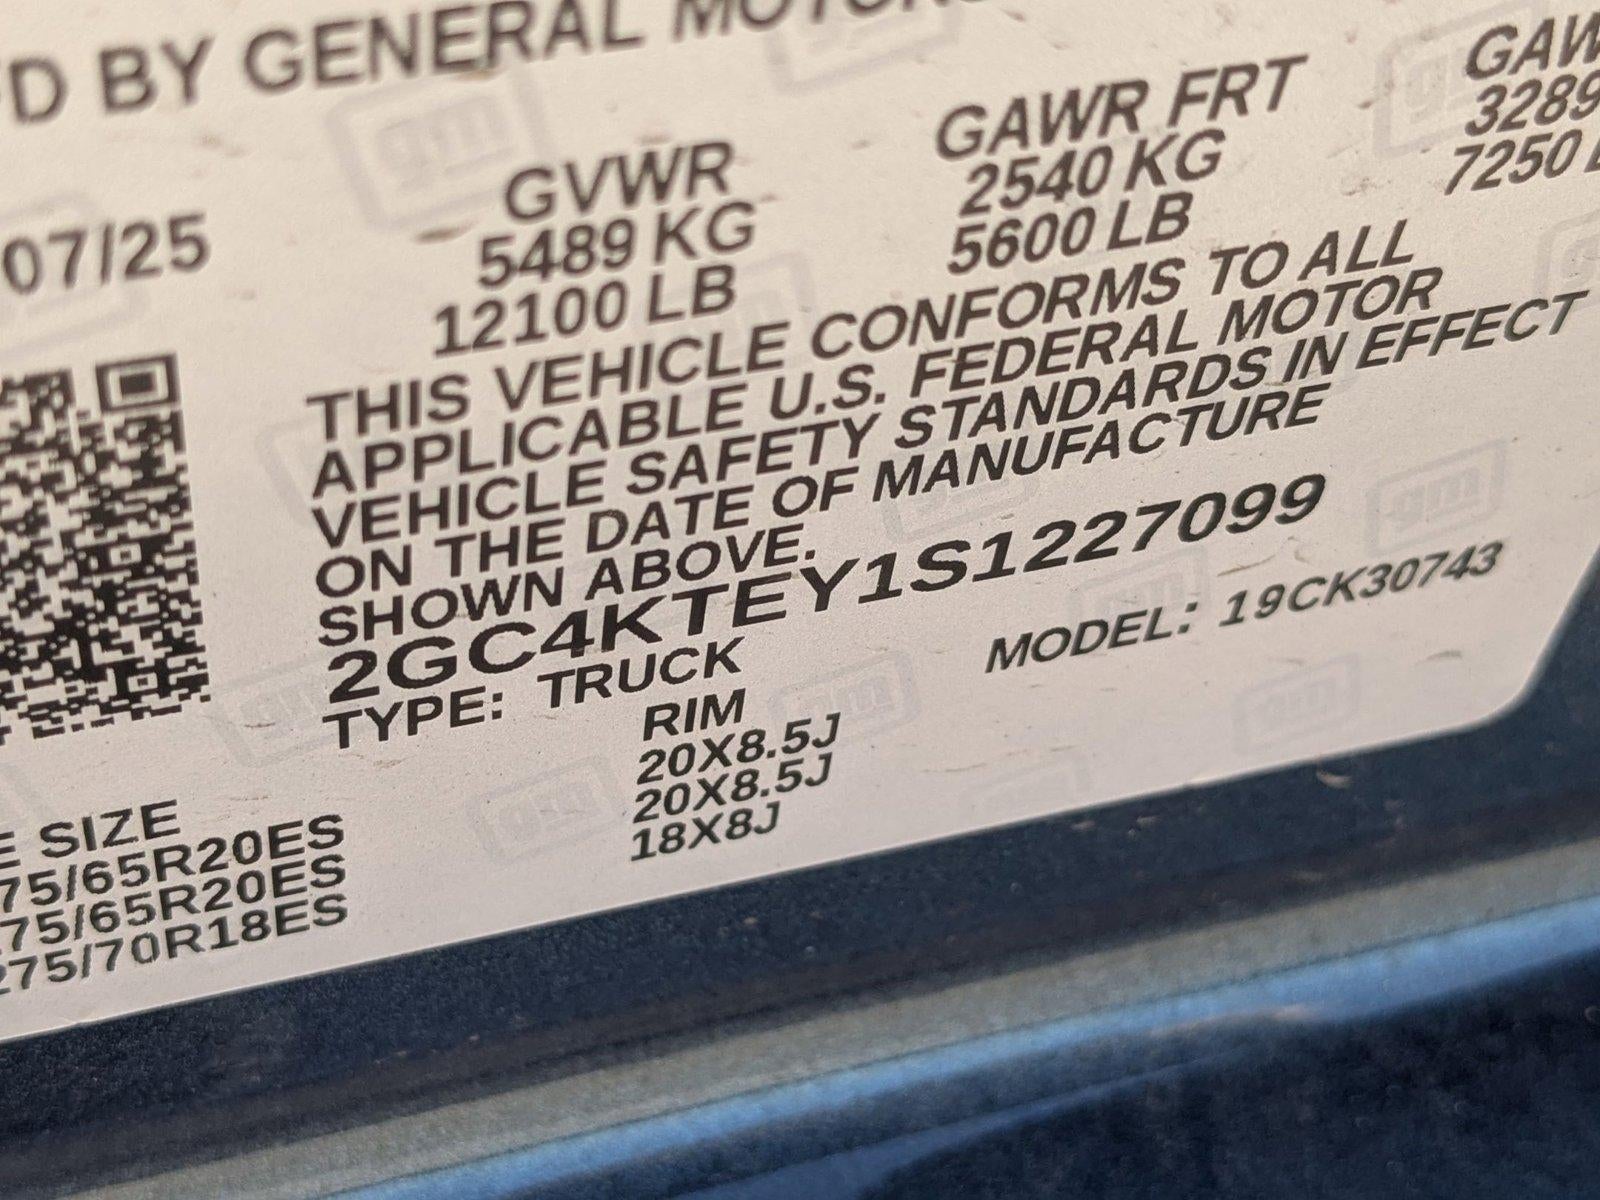 D BY GENERAL MOTORS
07/25
GVWR
5489 KG
12100 LB
GAWR FRT
2540 KG
5600 LB
GAW
3289
7250 L
THIS VEHICLE CONFORMS TO ALL
APPLICABLE U.S. FEDERAL MOTOR
VEHICLE SAFETY STANDARDS IN EFFECT
ON THE DATE OF MANUFACTURE
SHOWN ABOVE.
2GC4KTEY1S1227099
TYPE: TRUCK
MODEL: 19CK30743
E SIZE
75/65R20ES
275/65R20ES
275/70R18ES
RIM
20X8.5J
20X8.5J
18X8J